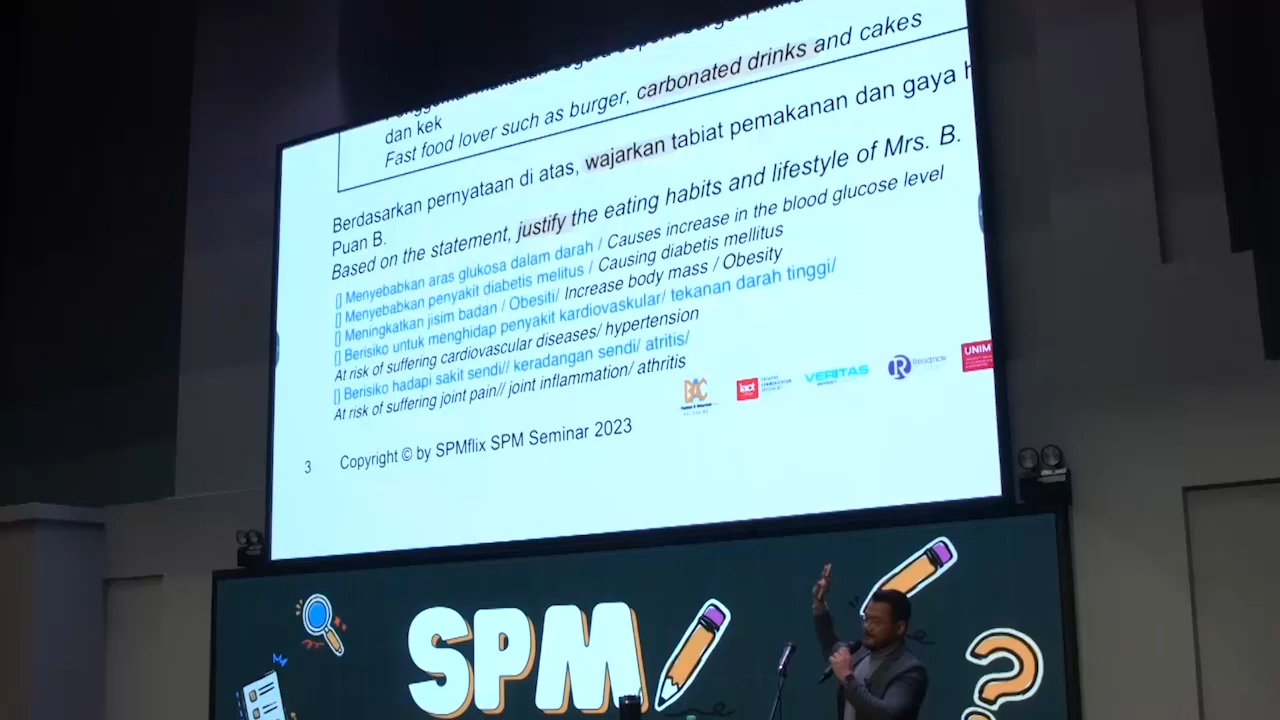 dan kek
Fast food lover such as burger, carbonated drinks and cakes
Berdasarkan pernyataan di atas, wajarkan tabiat pemakanan dan gaya
Puan B.
Based on the statement, justify the eating habits and lifestyle of Mrs. B.
[] Menyebabkan aras glukosa dalam darah / Causes increase in the blood glucose level
[] Menyebabkan penyakit diabetis melitus / Causing diabetis mellitus
[] Meningkatkan jisim badan / Obesiti/ Increase body mass / Obesity
[] Berisiko untuk menghidap penyakit kardiovaskular/ tekanan darah tinggi/
At risk of suffering cardiovascular diseases/ hypertension
[] Berisiko hadapi sakit sendi// keradangan sendi/ atritis/
At risk of suffering joint pain// joint inflammation/ athritis
BAC
iact
VERITAS
R Reliance
UNIM
3 Copyright © by SPMflix SPM Seminar 2023
SPM
?